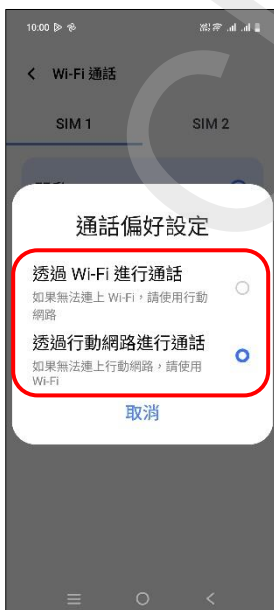 10:00
Wi-Fi 通話
SIM 1 SIM 2
通話偏好設定
透過 Wi-Fi 進行通話
如果無法連上 Wi-Fi，請使用行動
網路
透過行動網路進行通話
如果無法連上行動網路，請使用
Wi-Fi
取消